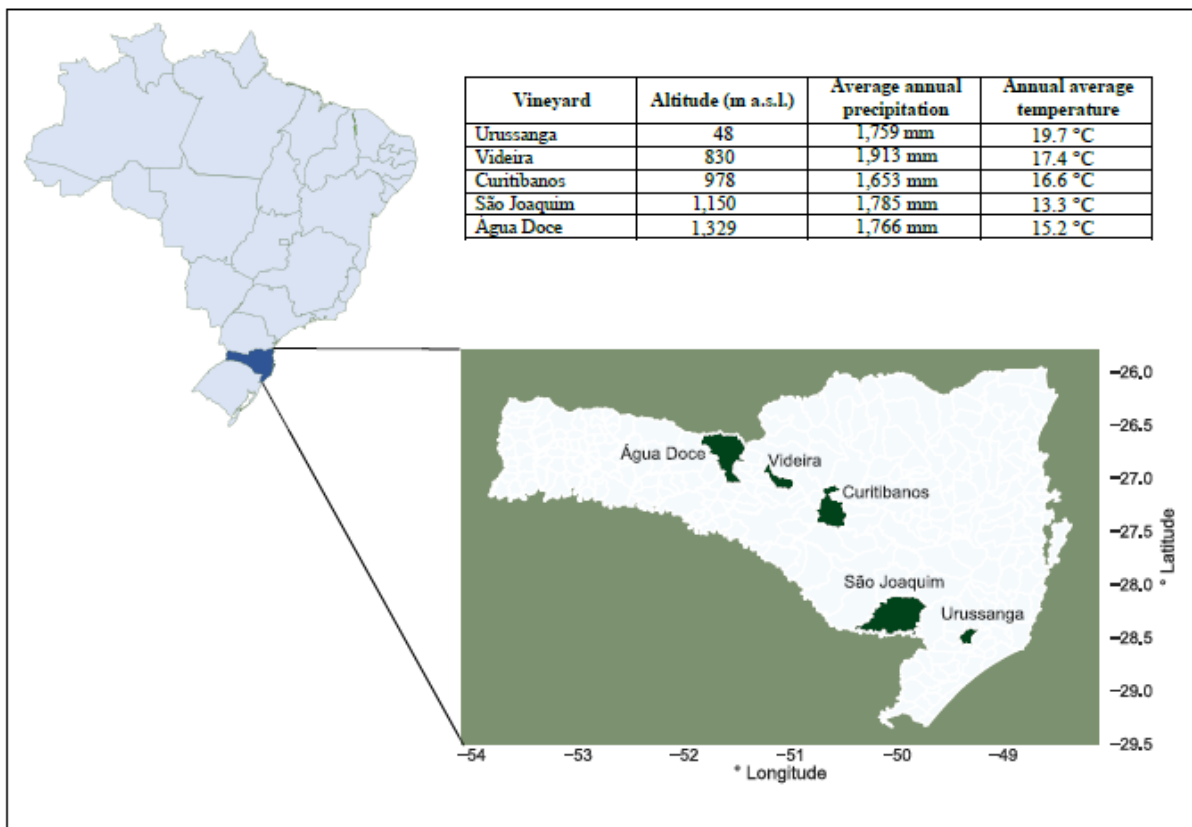 Vineyard Altitude (m a.s.l.) Average annual precipitation Annual average temperature
Urussanga 48 1,759 mm 19.7 °C
Videira 830 1,913 mm 17.4 °C
Curitibanos 978 1,653 mm 16.6 °C
São Joaquim 1,150 1,785 mm 13.3 °C
Água Doce 1,329 1,766 mm 15.2 °C
−26.0
−26.5
Água Doce
Videira
−27.0
Curitibanos
−27.5
° Latitude
São Joaquim
−28.0
Urussanga
−28.5
−29.0
−29.5
−54 −53 −52 −51 −50 −49
° Longitude